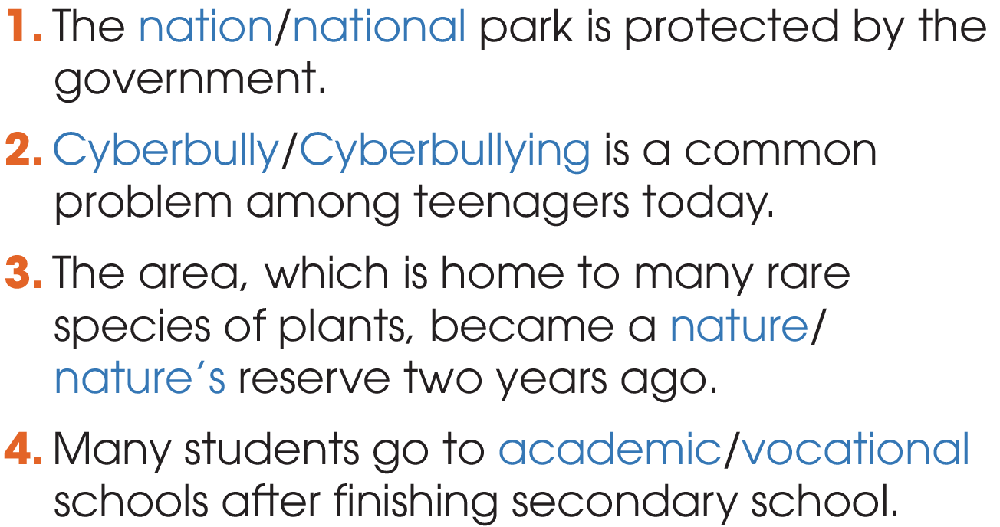 1. The nation/national park is protected by the
government.
2. Cyberbully/Cyberbullying is a common
problem among teenagers today.
3. The area, which is home to many rare
species of plants, became a nature/
nature’s reserve two years ago.
4. Many students go to academic/vocational
schools after finishing secondary school.